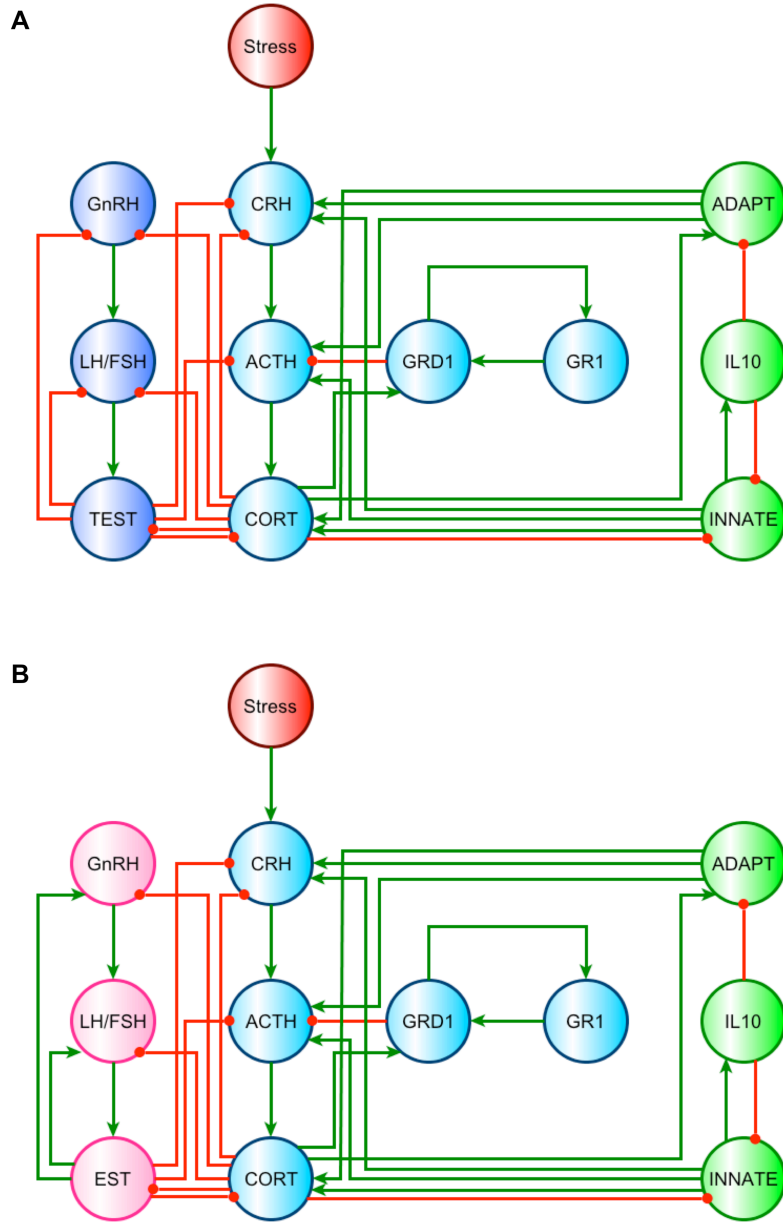 A
Stress
GnRH
CRH
ADAPT
LH/FSH
ACTH
GRD1
GR1
IL10
TEST
CORT
INNATE
B
Stress
GnRH
CRH
ADAPT
LH/FSH
ACTH
GRD1
GR1
IL10
EST
CORT
INNATE